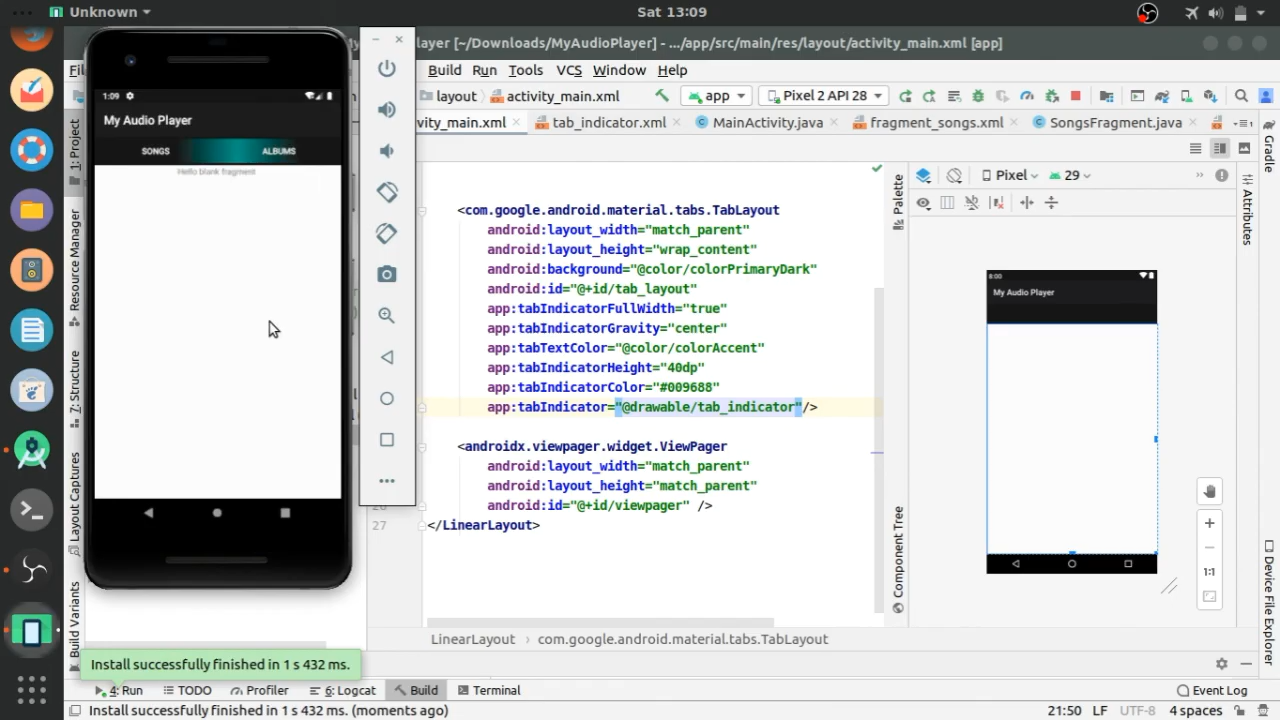 Unknown
Sat 13:09
player [~/Downloads/MyAudioPlayer] - .../app/src/main/res/layout/activity_main.xml [app]
Build Run Tools VCS Window Help
layout activity_main.xml
app
Pixel 2 API 28
vity_main.xml
tab_indicator.xml
MainActivity.java
fragment_songs.xml
SongsFragment.java
Pixel
29
1: Project
Resource Manager
7: Structure
Layout Captures
Build Variants
1:09
My Audio Player
SONGS
ALBUMS
Hello blank fragment
<com.google.android.material.tabs.TabLayout
android:layout_width="match_parent"
android:layout_height="wrap_content"
android:background="@color/colorPrimaryDark"
android:id="@+id/tab_layout"
app:tabIndicatorFullWidth="true"
app:tabIndicatorGravity="center"
app:tabTextColor="@color/colorAccent"
app:tabIndicatorHeight="40dp"
app:tabIndicatorColor="#009688"
app:tabIndicator="@drawable/tab_indicator"/>
<androidx.viewpager.widget.ViewPager
android:layout_width="match_parent"
android:layout_height="match_parent"
android:id="@+id/viewpager" />
27
</LinearLayout>
Palette
Component Tree
8:00
My Audio Player
1:1
Gradle
Attributes
Device File Explorer
LinearLayout
com.google.android.material.tabs.TabLayout
Install successfully finished in 1 s 432 ms.
4: Run
TODO
Profiler
6: Logcat
Build
Terminal
Event Log
Install successfully finished in 1 s 432 ms. (moments ago)
21:50 LF UTF-8 4 spaces